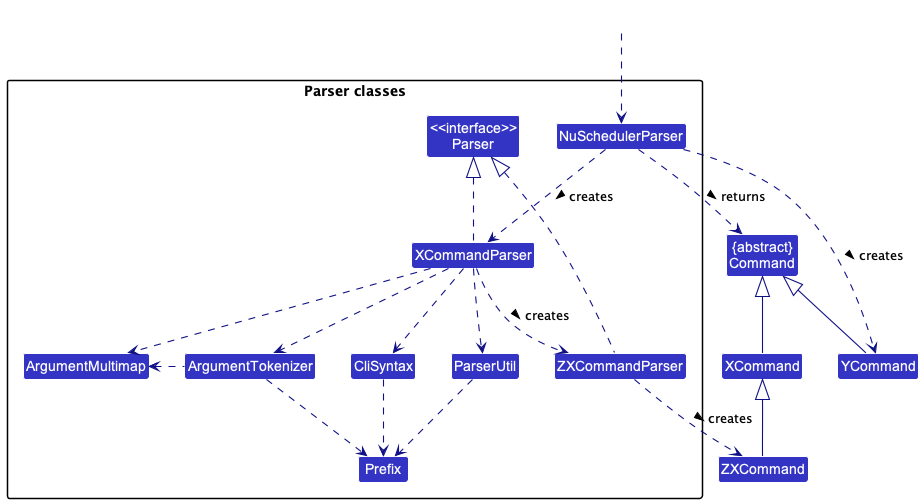 Parser classes
<<interface>>
Parser
NuSchedulerParser
creates
returns
{abstract}
Command
XCommandParser
creates
creates
ArgumentMultimap
ArgumentTokenizer
CliSyntax
ParserUtil
ZXCommandParser
XCommand
YCommand
creates
Prefix
ZXCommand